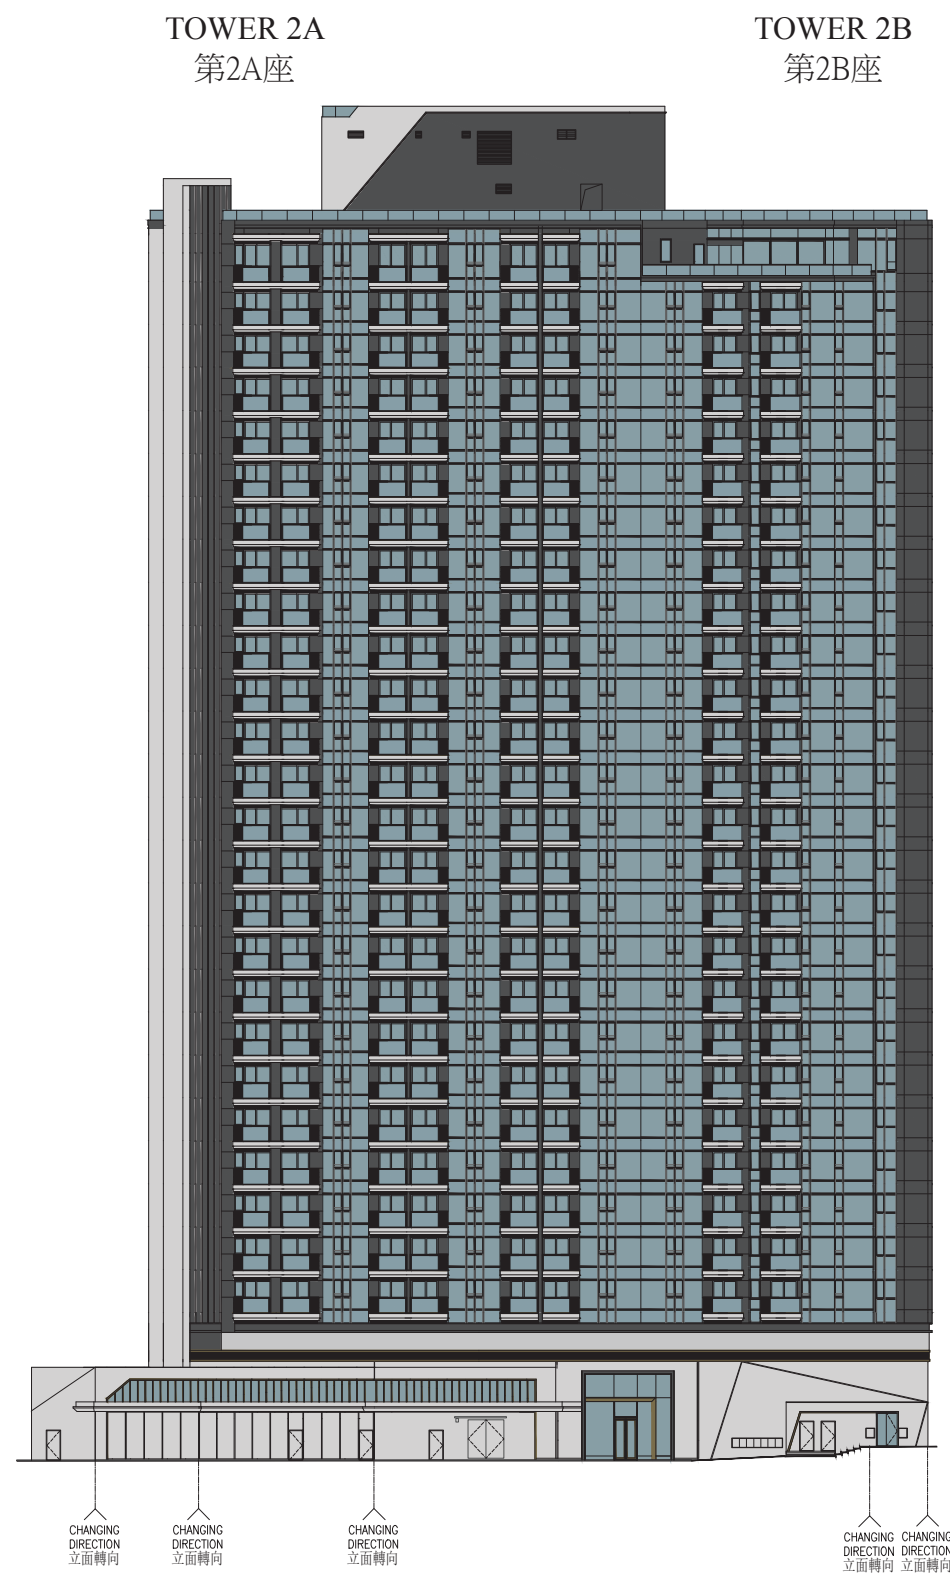 TOWER 2A
第2A座
TOWER 2B
第2B座
CHANGING
DIRECTION
立面轉向
CHANGING
DIRECTION
立面轉向
CHANGING
DIRECTION
立面轉向
CHANGING
DIRECTION
立面轉向
CHANGING
DIRECTION
立面轉向